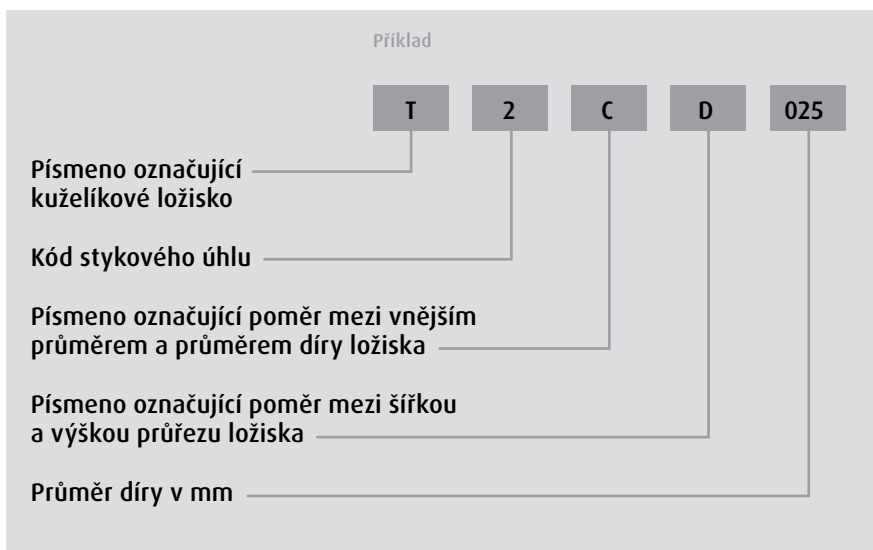 Příklad
T 2 C D 025
Písmeno označující
kuželíkové ložisko
Kód stykového úhlu
Písmeno označující poměr mezi vnějším
průměrem a průměrem díry ložiska
Písmeno označující poměr mezi šířkou
a výškou průřezu ložiska
Průměr díry v mm